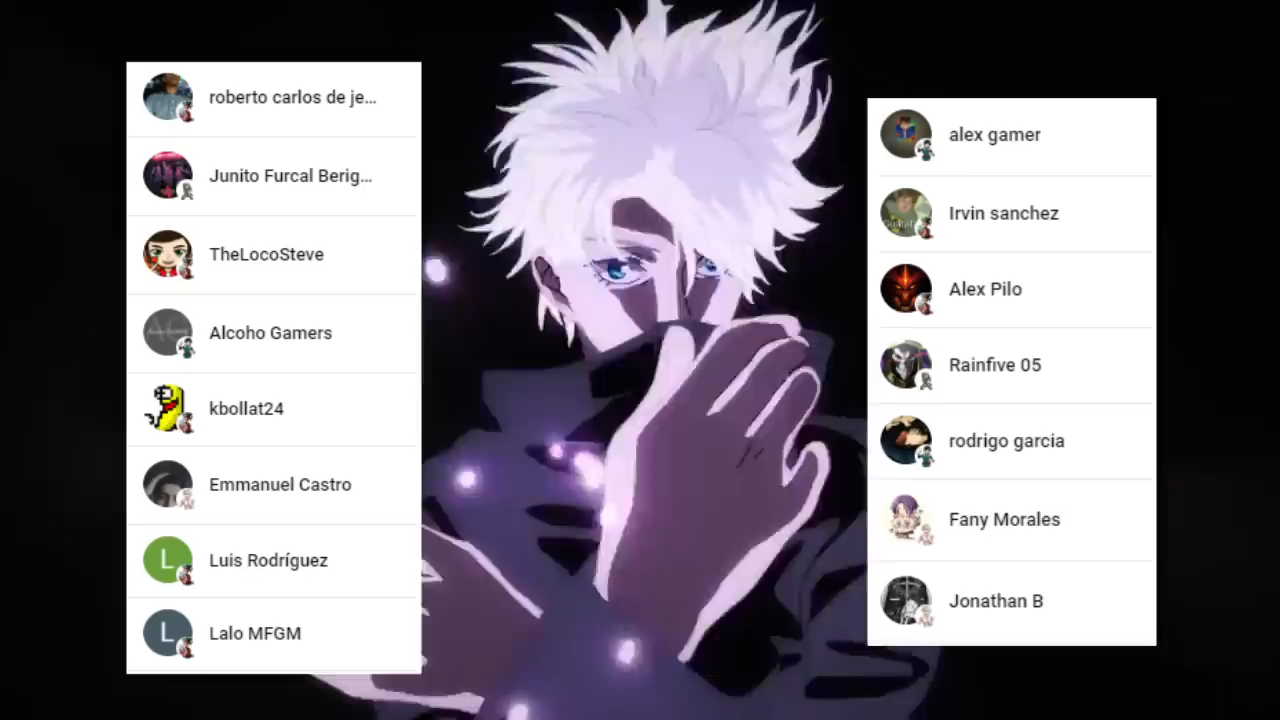 roberto carlos de je...
Junito Furcal Berig...
TheLocoSteve
Alcoho Gamers
kbollat24
Emmanuel Castro
L
Luis Rodríguez
L
Lalo MFGM
alex gamer
Irvin sanchez
Alex Pilo
Rainfive 05
rodrigo garcia
Fany Morales
Jonathan B